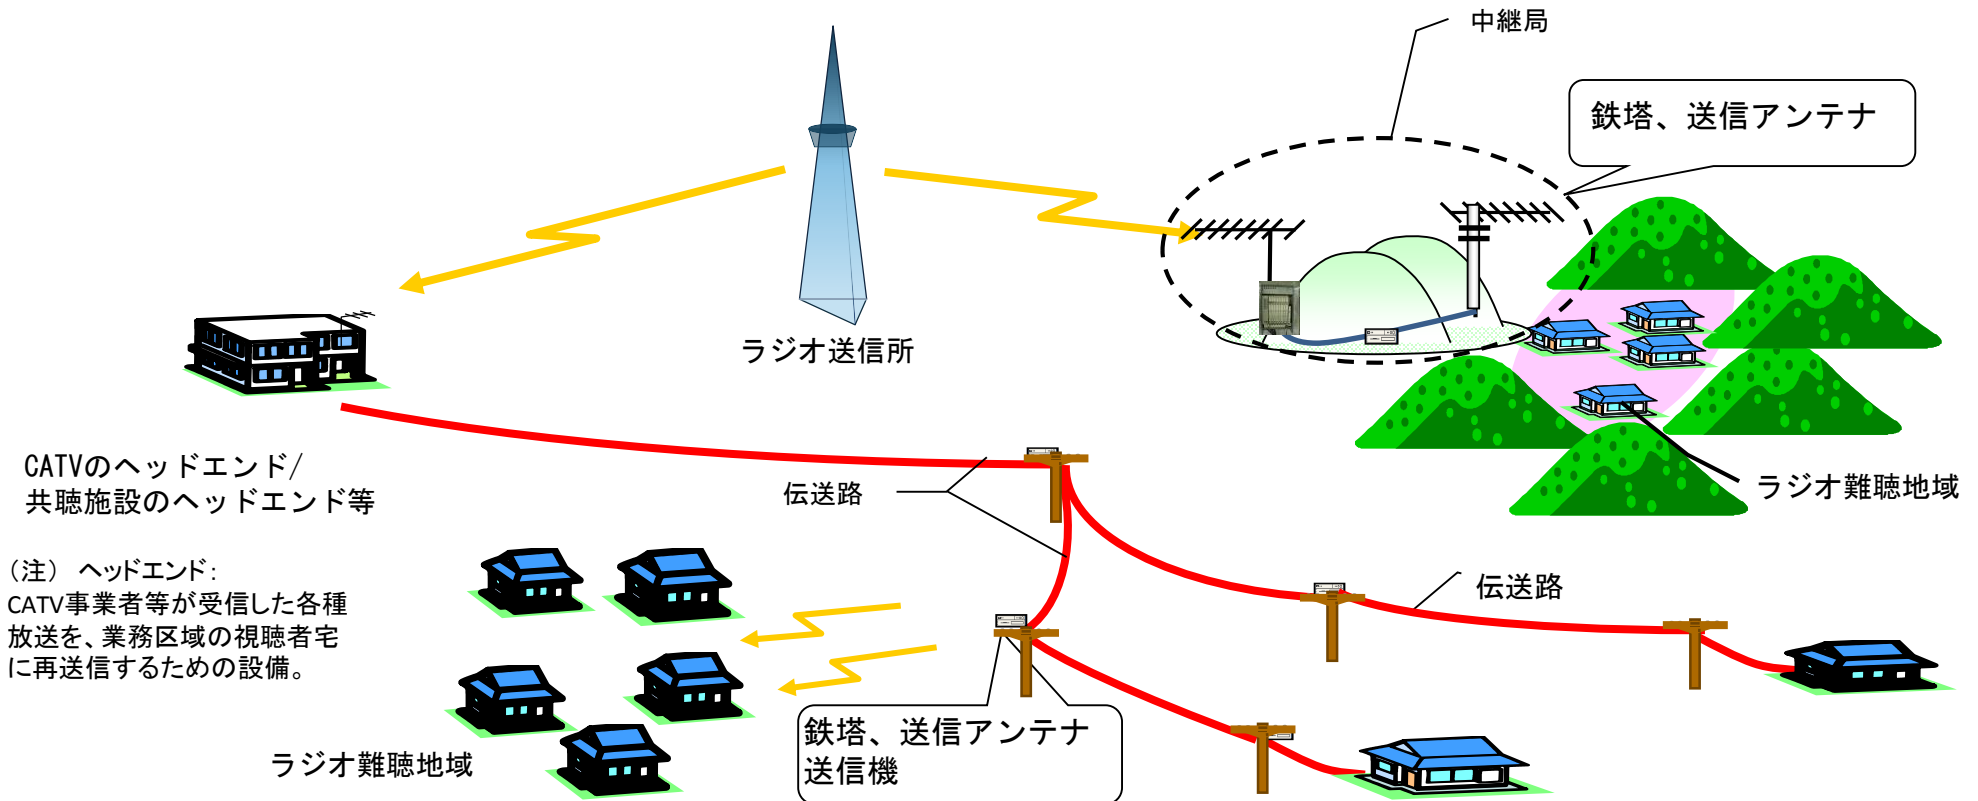 中継局
鉄塔、送信アンテナ
ラジオ送信所
CATVのヘッドエンド/
共聴施設のヘッドエンド等
伝送路
ラジオ難聴地域
（注） ヘッドエンド：
CATV事業者等が受信した各種
放送を、業務区域の視聴者宅
に再送信するための設備。
伝送路
鉄塔、送信アンテナ
送信機
ラジオ難聴地域